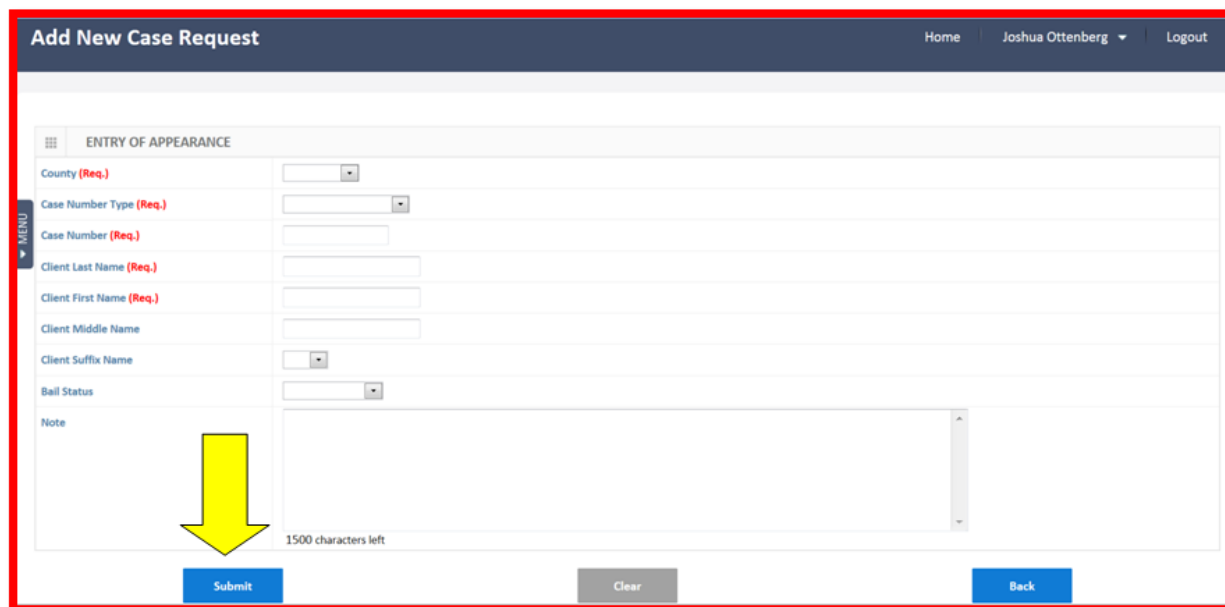 Add New Case Request Home Joshua Ottenberg Logout
ENTRY OF APPEARANCE
County (Req.)
Case Number Type (Req.)
MENU
Case Number (Req.)
Client Last Name (Req.)
Client First Name (Req.)
Client Middle Name
Client Suffix Name
Bail Status
Note
1500 characters left
Submit Clear Back